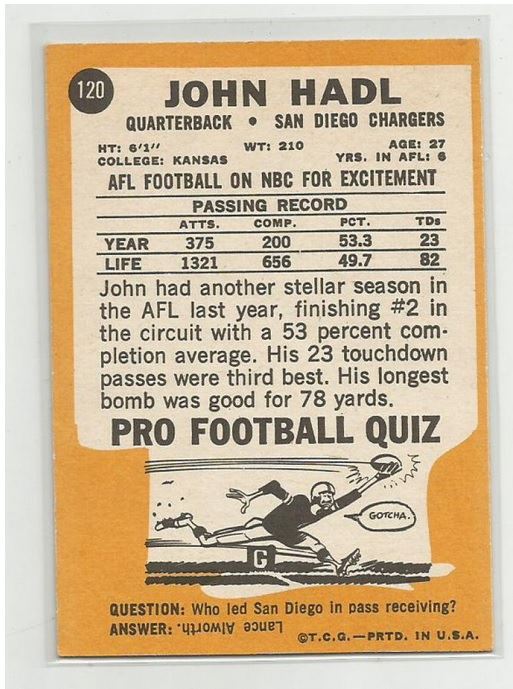 120
JOHN HADL
QUARTERBACK • SAN DIEGO CHARGERS
HT: 6'1" WT: 210 AGE: 27
COLLEGE: KANSAS YRS. IN AFL: 6
AFL FOOTBALL ON NBC FOR EXCITEMENT
PASSING RECORD
ATTS. COMP. PCT. TDs
YEAR 375 200 53.3 23
LIFE 1321 656 49.7 82
John had another stellar season in
the AFL last year, finishing #2 in
the circuit with a 53 percent com-
pletion average. His 23 touchdown
passes were third best. His longest
bomb was good for 78 yards.
PRO FOOTBALL QUIZ
GOTCHA.
G
QUESTION: Who led San Diego in pass receiving?
ANSWER: Lance Alworth.
©T.C.G.—PRTD. IN U.S.A.